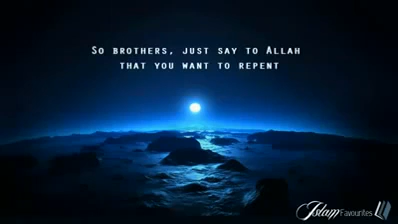 So brothers, just say to Allah
that you want to repent
Islam Favourites